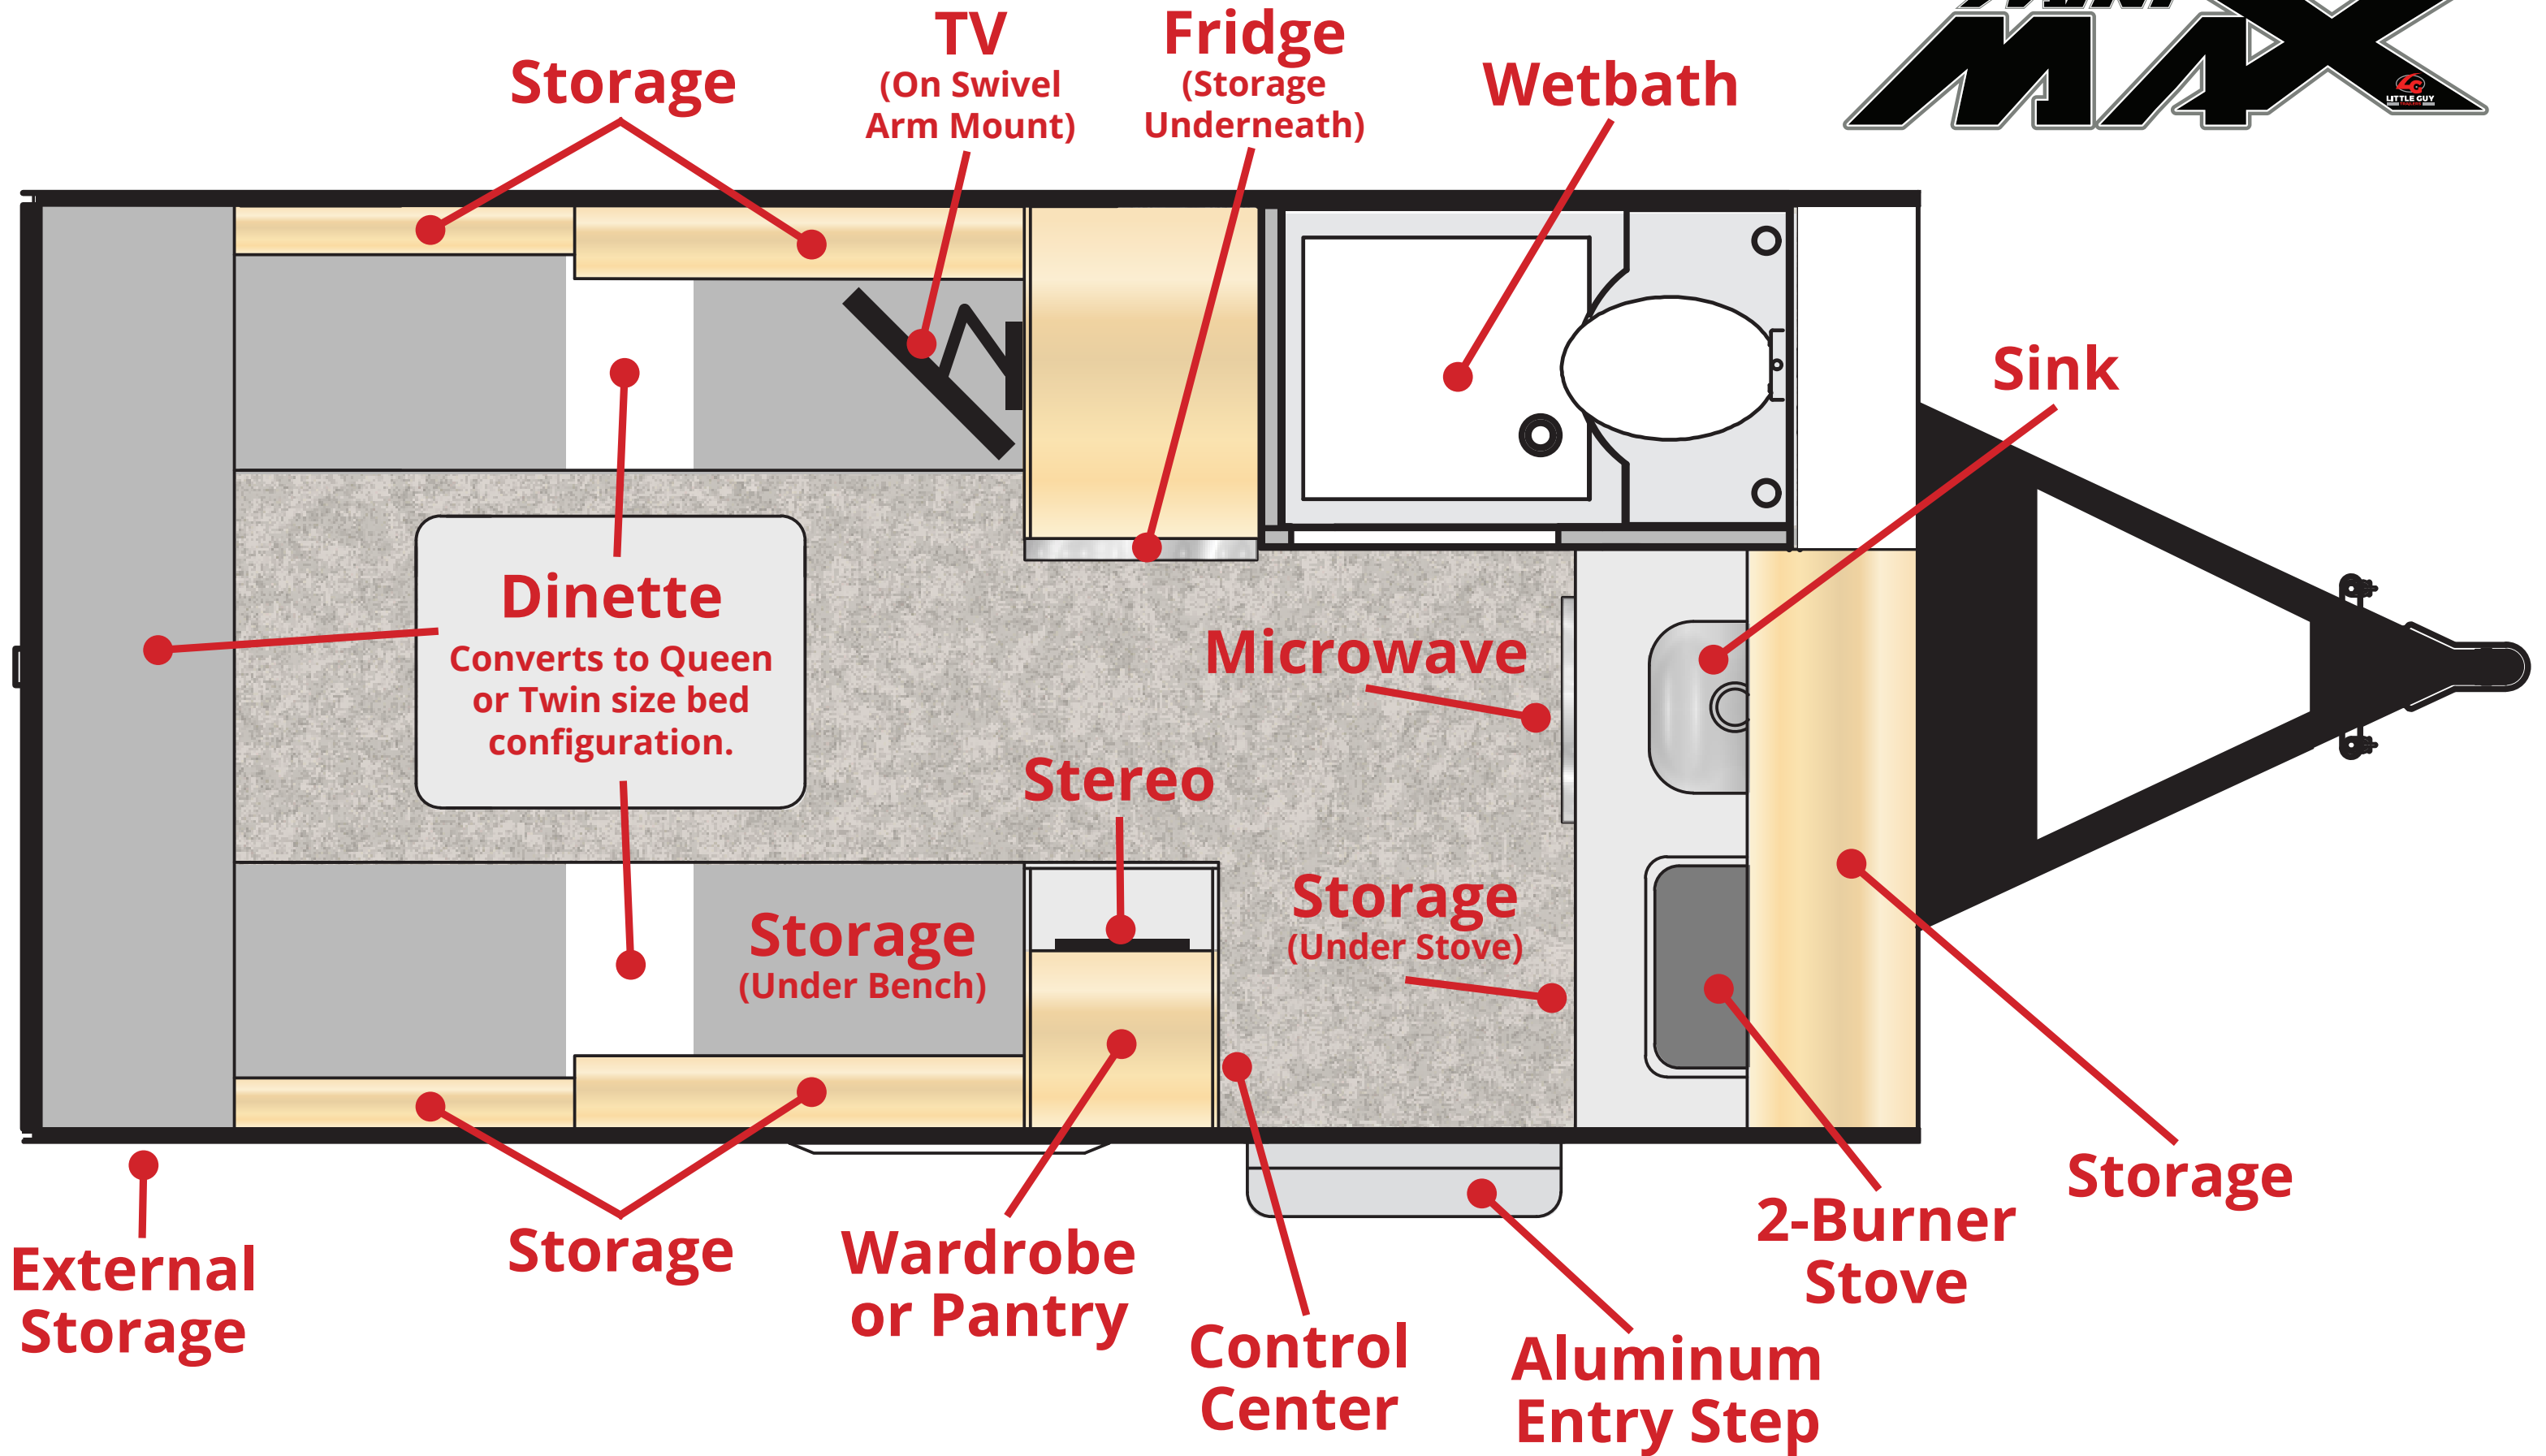 TV
(On Swivel
Arm Mount)
Fridge
(Storage
Underneath)
Storage
Wetbath
MAX
LITTLE GUY
Sink
Dinette
Converts to Queen
or Twin size bed
configuration.
Microwave
Stereo
Storage
(Under Bench)
Storage
(Under Stove)
External
Storage
Storage
Wardrobe
or Pantry
Control
Center
Aluminum
Entry Step
2-Burner
Stove
Storage